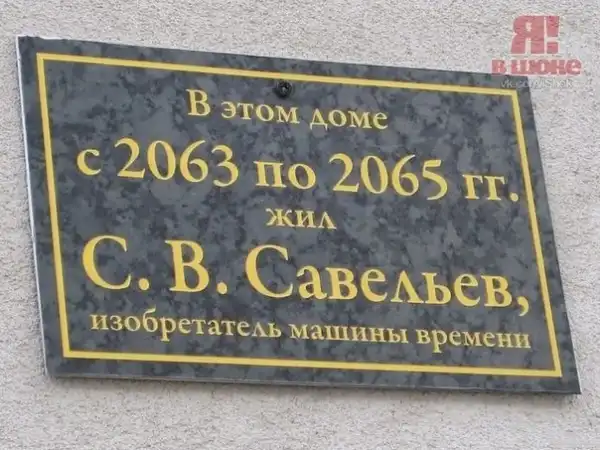 Я!
в шоке
В этом доме
с 2063 по 2065 гг.
жил
С. В. Савельев,
изобретатель машины времени